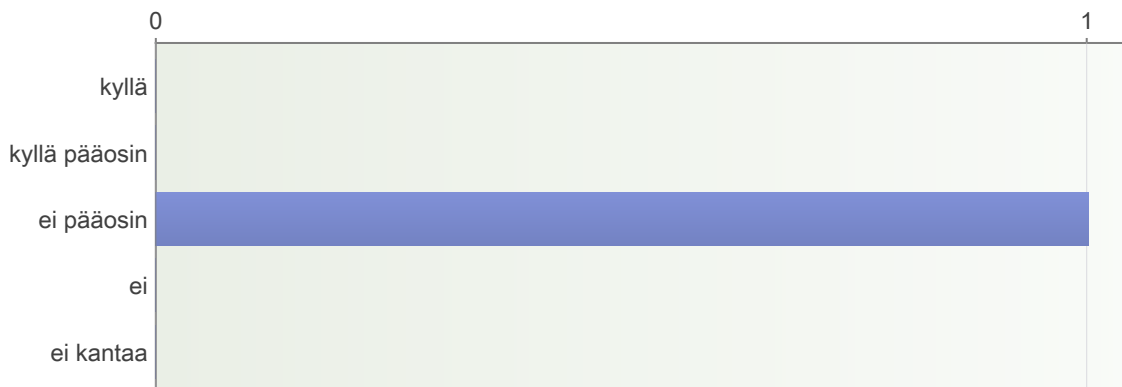 0 1
kyllä
kyllä pääosin
ei pääosin
ei
ei kantaa